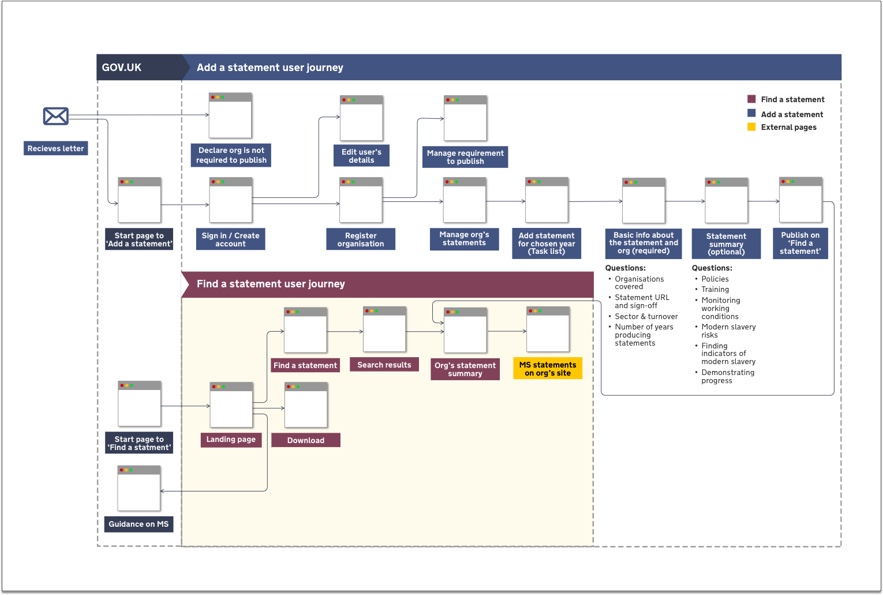 GOV.UK
Add a statement user journey
Find a statement
Add a statement
External pages
Recieves letter
Declare org is not
required to publish
Edit user's
details
Manage requirement
to publish
Start page to
'Add a statement'
Sign in / Create
account
Register
organisation
Manage org's
statements
Add statement
for chosen year
(Task list)
Basic info about
the statement and
org (required)
Statement
summary
(optional)
Publish on
'Find a
statement'
Questions:
• Organisations
covered
• Statement URL
and sign-off
• Sector & turnover
• Number of years
producing
statements
Questions:
• Policies
• Training
• Monitoring
working
conditions
• Modern slavery
risks
• Finding
indicators of
modern slavery
• Demonstrating
progress
Find a statement user journey
Find a statement
Search results
Org's statement
summary
MS statements
on org's site
Start page to
'Find a statment'
Landing page
Download
Guidance on MS